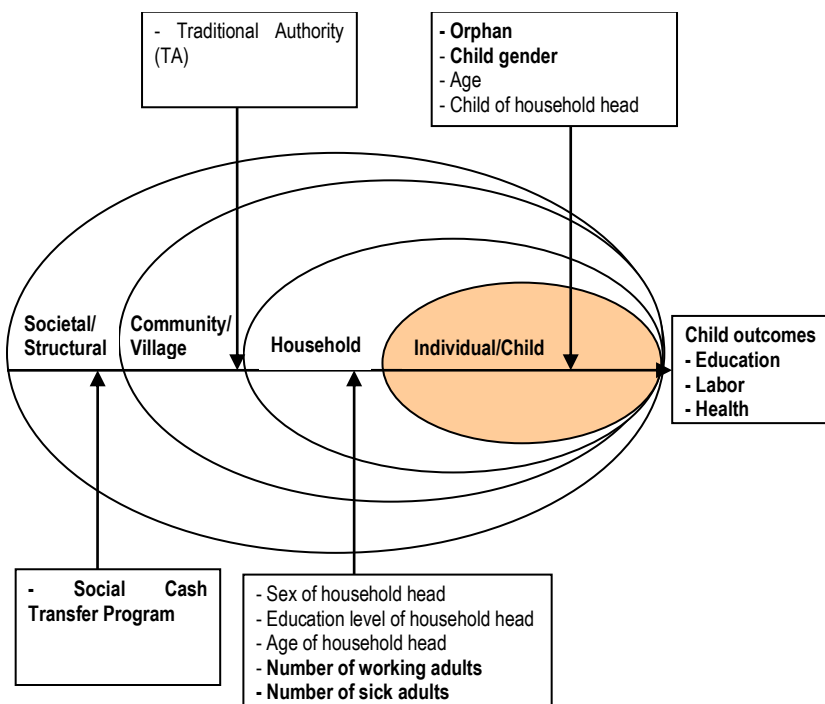 - Traditional Authority
(TA)
- Orphan
- Child gender
- Age
- Child of household head
Societal/
Structural
Community/
Village
Household
Individual/Child
Child outcomes
- Education
- Labor
- Health
- Social Cash
Transfer Program
- Sex of household head
- Education level of household head
- Age of household head
- Number of working adults
- Number of sick adults